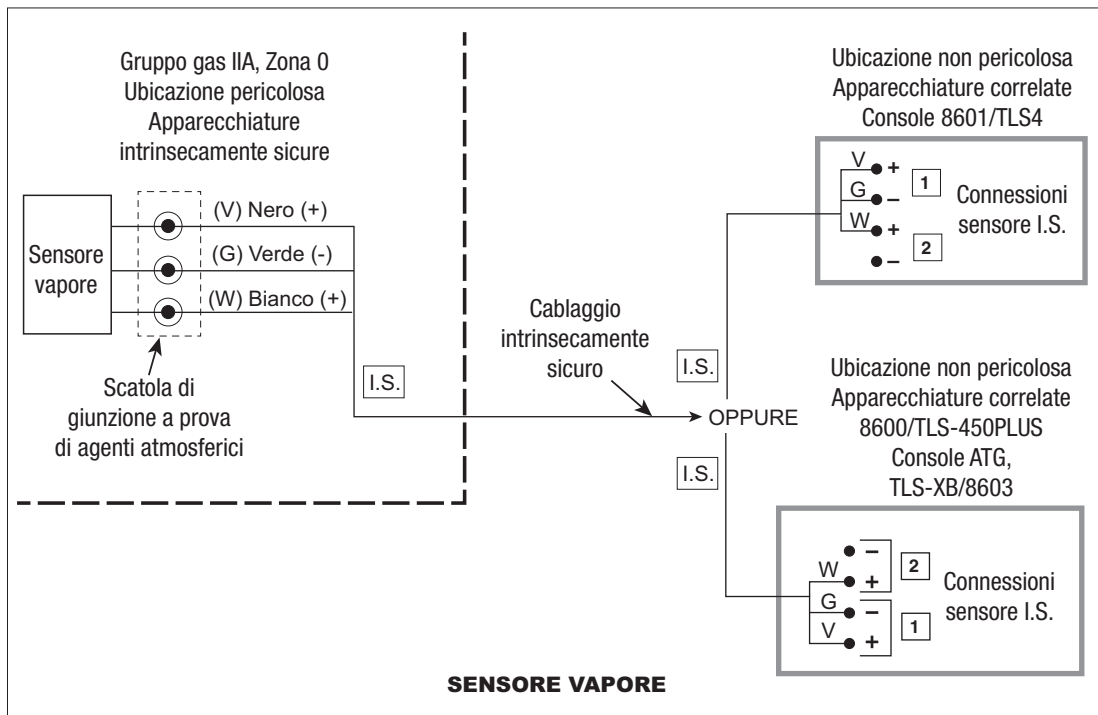 Gruppo gas IIA, Zona 0
Ubicazione pericolosa
Apparecchiature
intrinsecamente sicure
Sensore
vapore
(V) Nero (+)
(G) Verde (-)
(W) Bianco (+)
Scatola di
giunzione a prova
di agenti atmosferici
I.S.
Cablaggio
intrinsecamente
sicuro
I.S.
OPPURE
I.S.
Ubicazione non pericolosa
Apparecchiature correlate
Console 8601/TLS4
V +
G − 1
W +
− 2
Connessioni
sensore I.S.
Ubicazione non pericolosa
Apparecchiature correlate
8600/TLS-450PLUS
Console ATG,
TLS-XB/8603
− 2
W +
G − 1
V +
Connessioni
sensore I.S.
SENSORE VAPORE